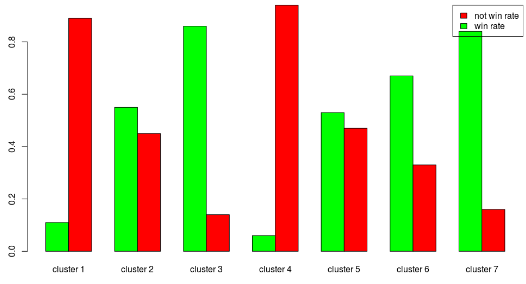 not win rate
win rate
0.8
0.6
0.4
0.2
0.0
cluster 1 cluster 2 cluster 3 cluster 4 cluster 5 cluster 6 cluster 7